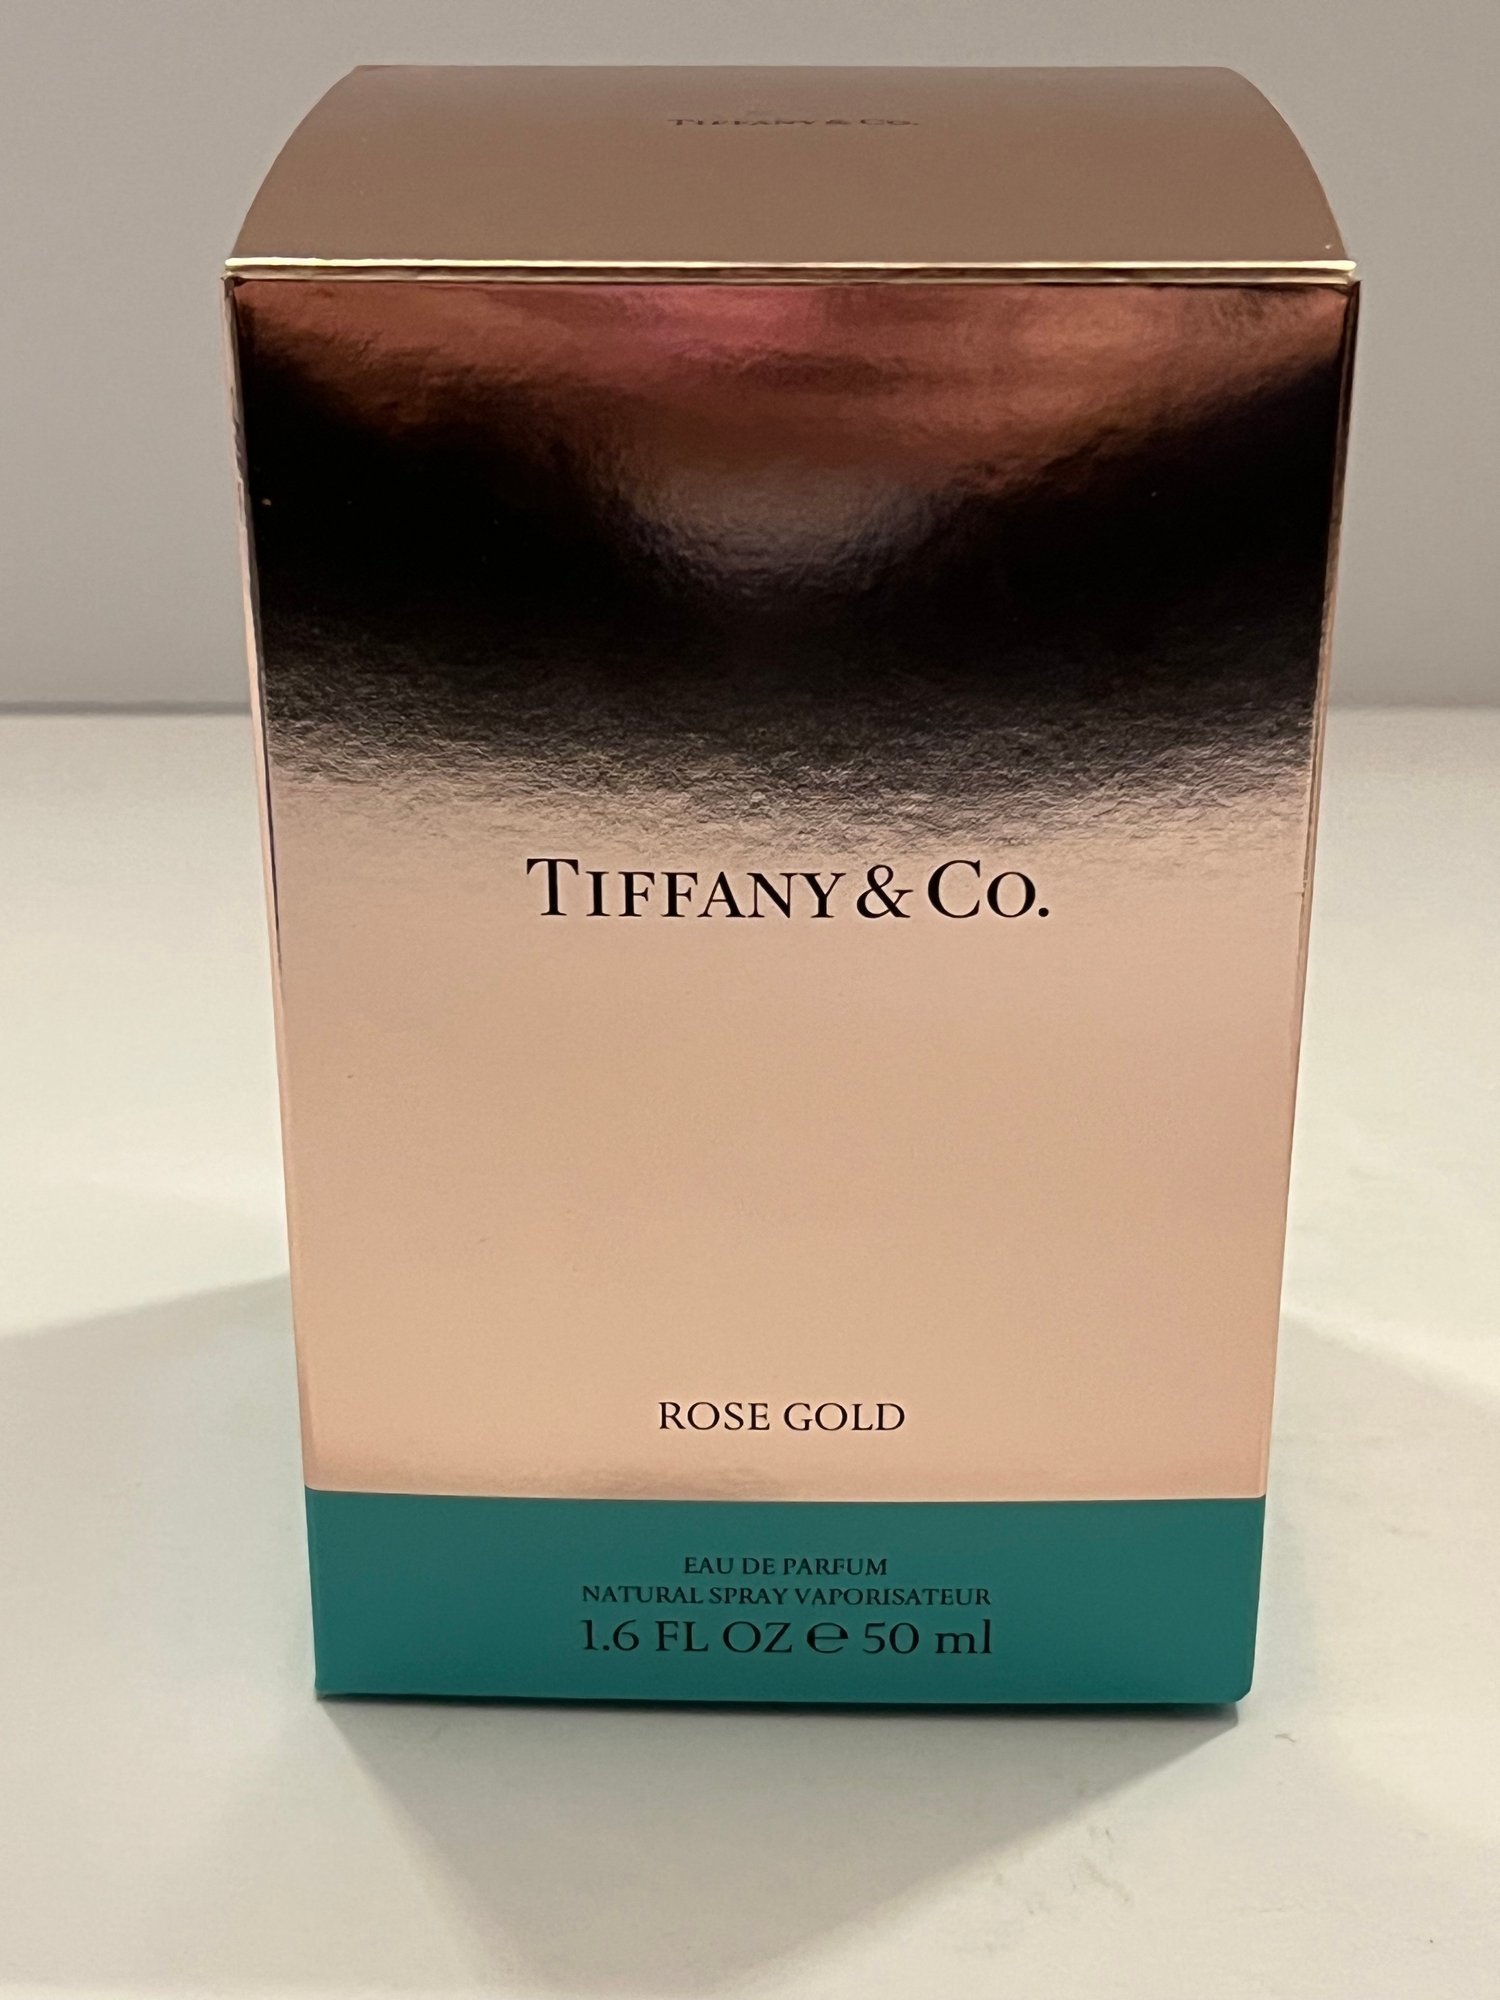 TIFFANY & CO.
TIFFANY & CO.
ROSE GOLD
EAU DE PARFUM
NATURAL SPRAY VAPORISATEUR
1.6 FL OZ ℮ 50 ml